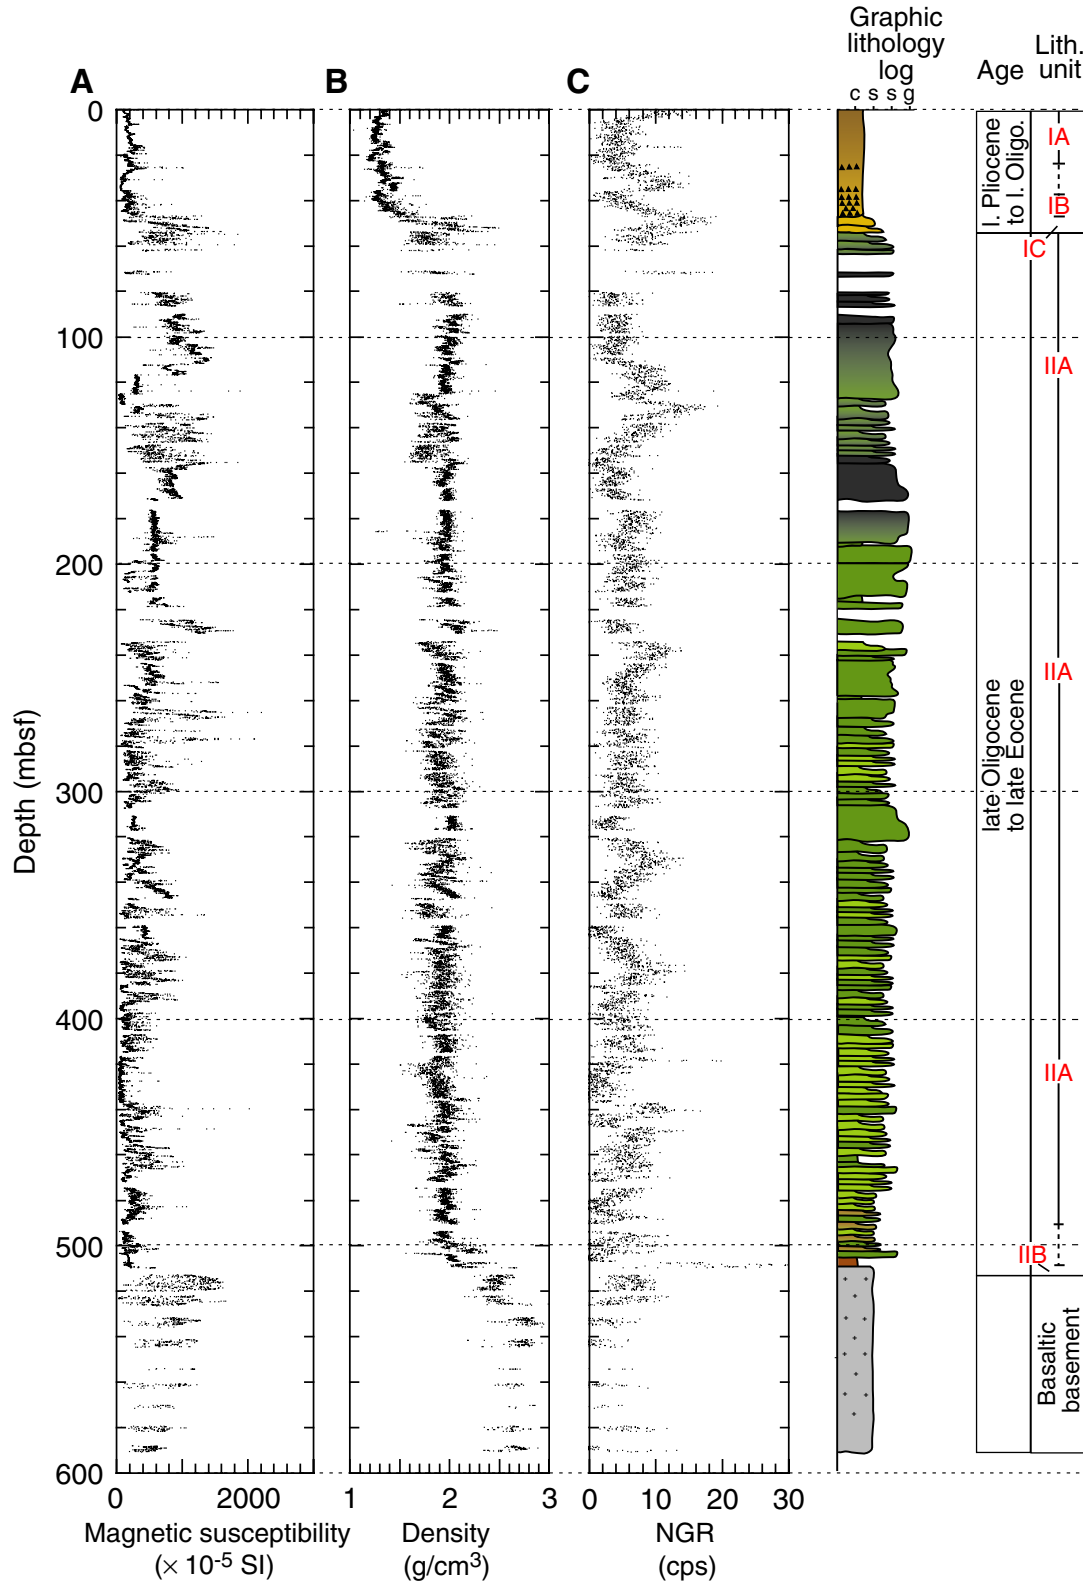 A
B
C
Graphic
lithology
log
c s s g
Age
Lith.
unit
0
100
200
300
400
500
600
Depth (mbsf)
0 2000
Magnetic susceptibility
(× 10-5 SI)
1 2 3
Density
(g/cm3)
0 10 20 30
NGR
(cps)
l. Pliocene
to l. Oligo.
late Oligocene
to late Eocene
IA
IB
IC
IIA
IIA
IIA
IIB
Basaltic
basement